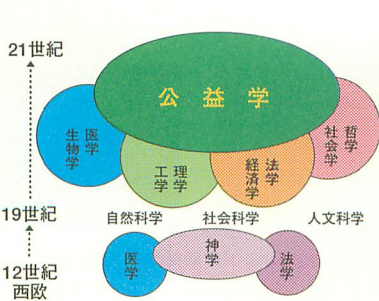 21世紀
公益学
医学
生物学
理学
工学
法学
経済学
哲学
社会学
19世紀
自然科学
社会科学
人文科学
12世紀
西欧
医学
神学
法学